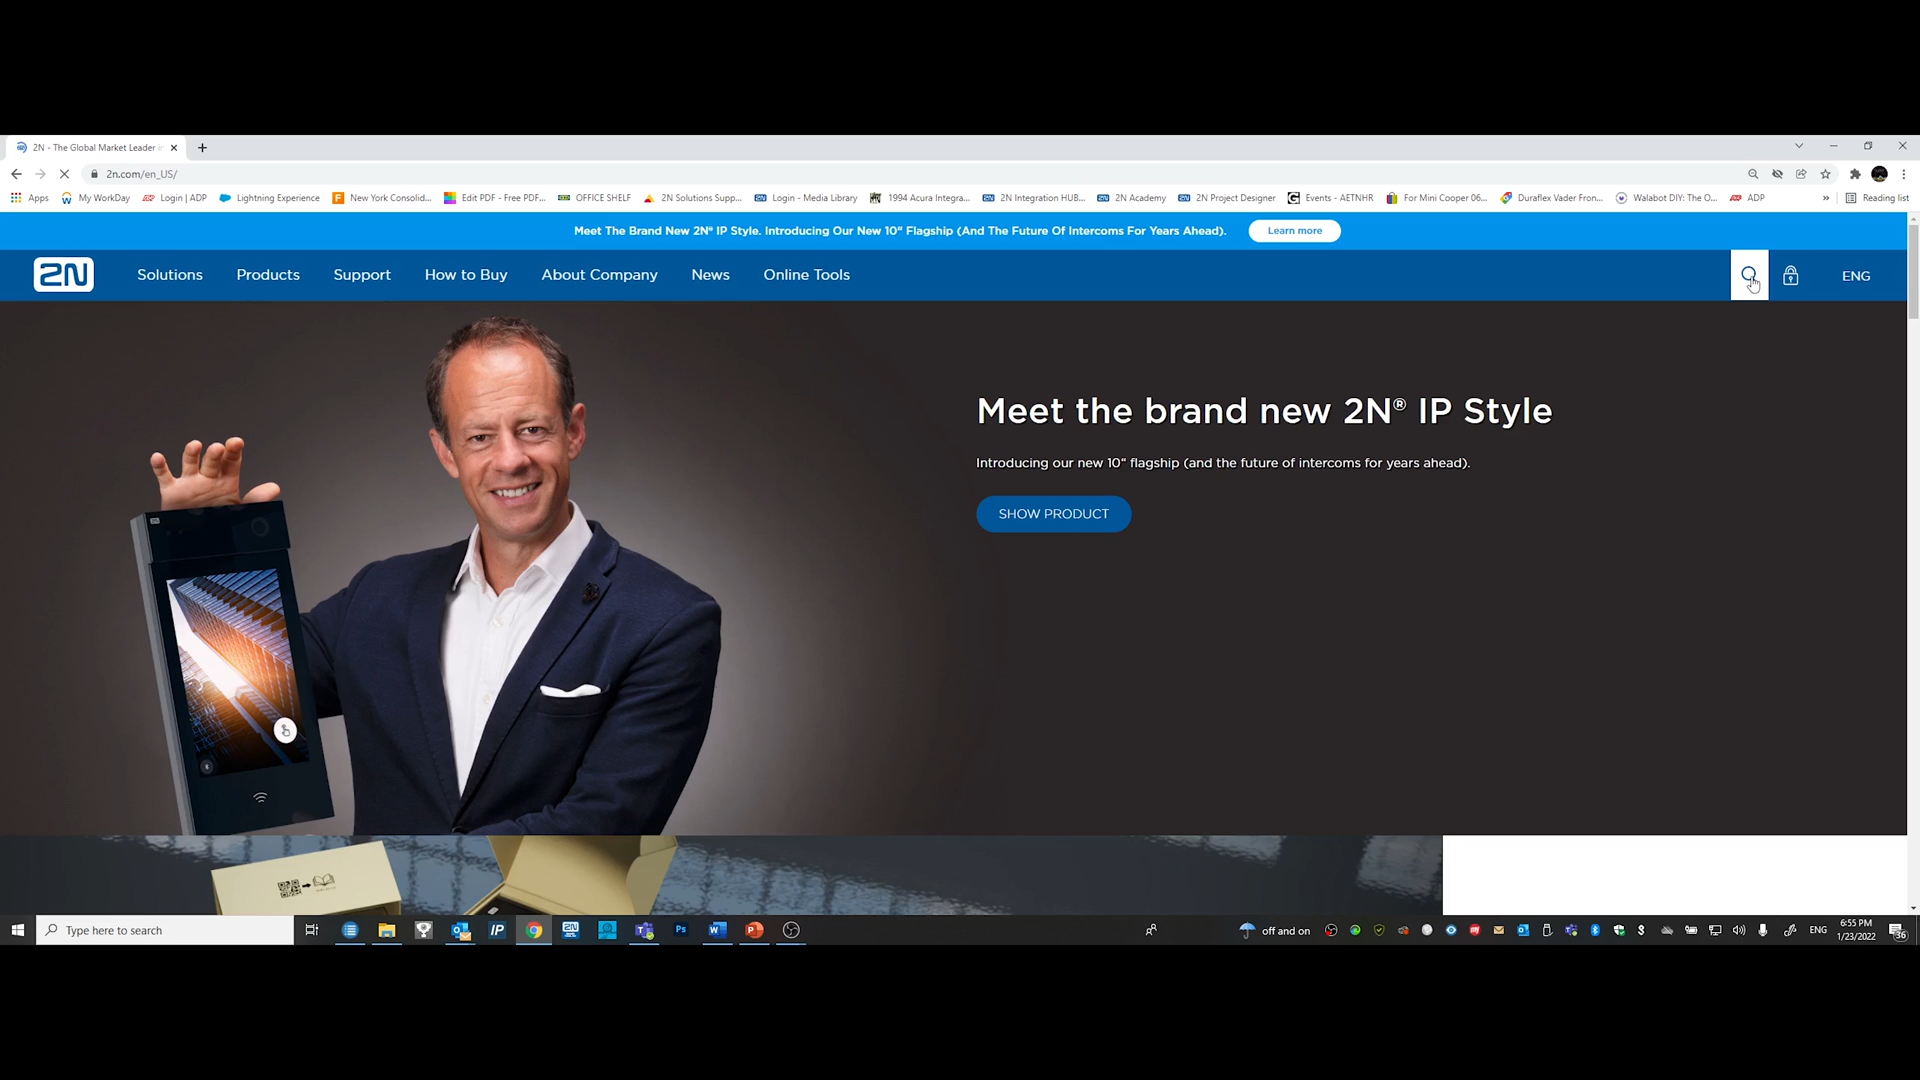 2N - The Global Market Leader i
2n.com/en_US/
Apps
My WorkDay
Login | ADP
Lightning Experience
New York Consolid...
Edit PDF - Free PDF...
OFFICE SHELF
2N Solutions Supp...
Login - Media Library
1994 Acura Integra...
2N Integration HUB...
2N Academy
2N Project Designer
Events - AETNHR
For Mini Cooper 06...
Duraflex Vader Fron...
Walabot DIY: The O...
ADP
Reading list
Meet The Brand New 2N® IP Style. Introducing Our New 10“ Flagship (And The Future Of Intercoms For Years Ahead).
Learn more
2N
Solutions
Products
Support
How to Buy
About Company
News
Online Tools
ENG
Meet the brand new 2N® IP Style
Introducing our new 10“ flagship (and the future of intercoms for years ahead).
SHOW PRODUCT
Type here to search
IP
off and on
ENG
6:55 PM
1/23/2022
36